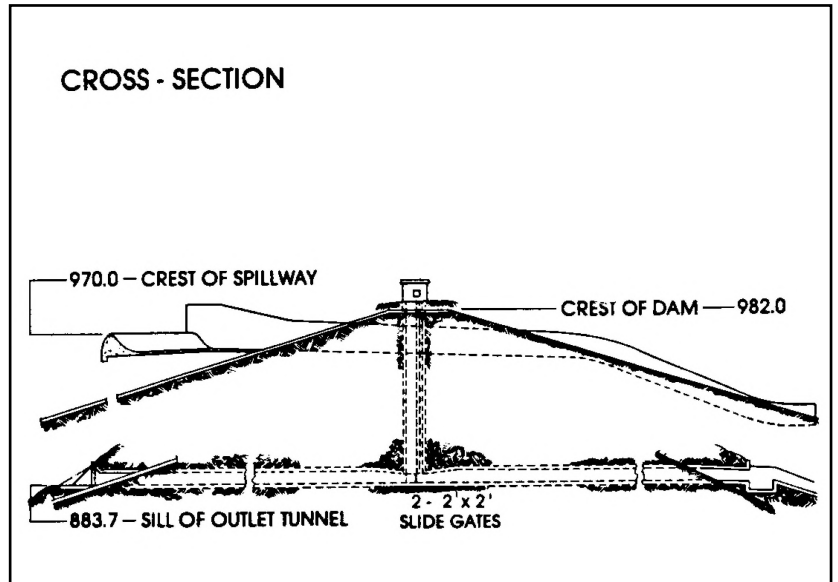 CROSS - SECTION
970.0 – CREST OF SPILLWAY
CREST OF DAM — 982.0
883.7 – SILL OF OUTLET TUNNEL
2 - 2' x 2'
SLIDE GATES